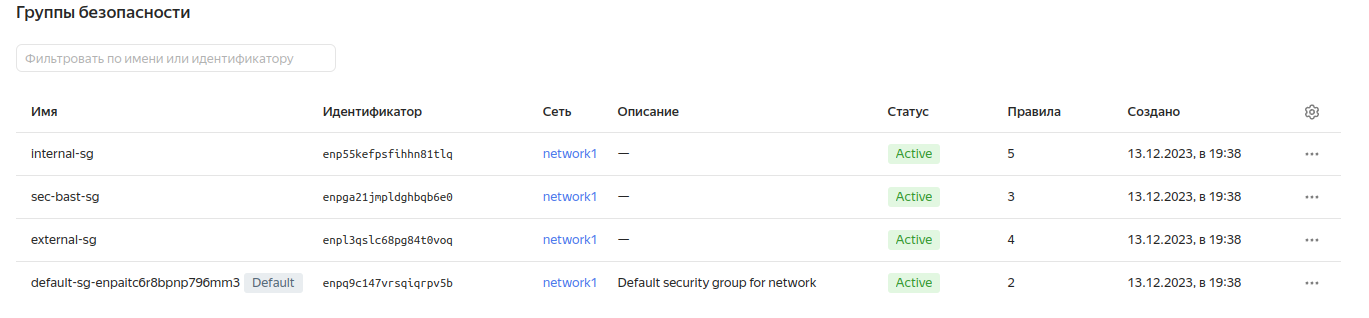 Группы безопасности
Фильтровать по имени или идентификатору
Имя Идентификатор Сеть Описание Статус Правила Создано
internal-sg enp55kefpsfihhn81tlq network1 — Active 5 13.12.2023, в 19:38
sec-bast-sg enpga21jmpldghbqb6e0 network1 — Active 3 13.12.2023, в 19:38
external-sg enpl3qslc68pg84t0voq network1 — Active 4 13.12.2023, в 19:38
default-sg-enpaitc6r8bpnp796mm3 Default enpq9c147vrsqiqrpv5b network1 Default security group for network Active 2 13.12.2023, в 19:38